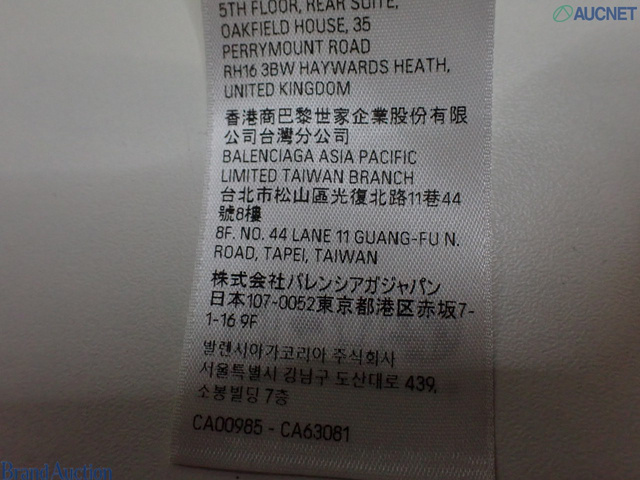 AUCNET
5TH FLOOR, REAR SUITE,
OAKFIELD HOUSE, 35
PERRYMOUNT ROAD
RH16 3BW HAYWARDS HEATH,
UNITED KINGDOM
香港商巴黎世家企業股份有限
公司台灣分公司
BALENCIAGA ASIA PACIFIC
LIMITED TAIWAN BRANCH
台北市松山區光復北路11巷44
號8樓
8F. NO. 44 LANE 11 GUANG-FU N.
ROAD, TAPEI, TAIWAN
株式会社バレンシアガジャパン
日本107-0052東京都港区赤坂7-
1-16 9F
발렌시아가코리아 주식회사
서울특별시 강남구 도산대로 439,
소봉빌딩 7층
CA00985 - CA63081
Brand Auction